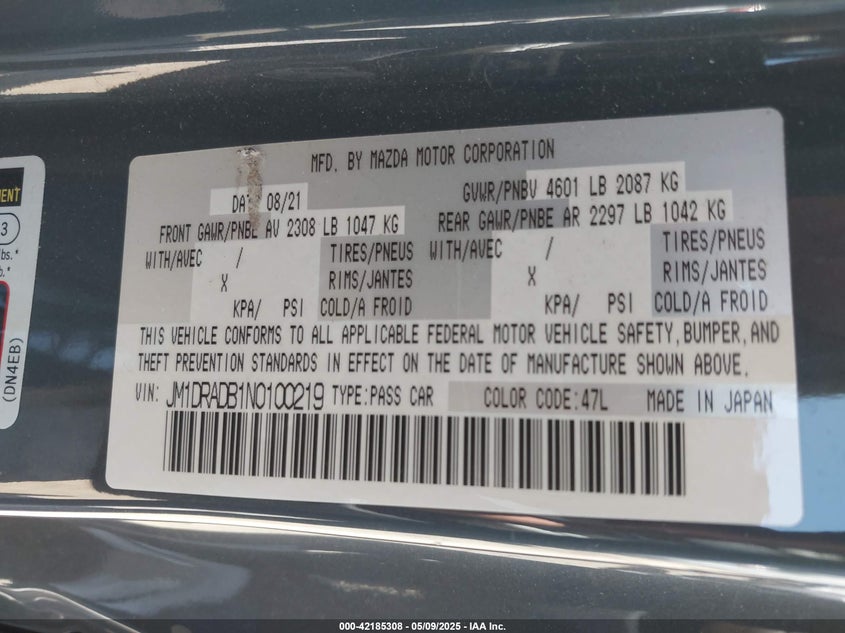 MFD. BY MAZDA MOTOR CORPORATION
DATE 08/21
GVWR/PNBV 4601 LB 2087 KG
FRONT GAWR/PNBE AV 2308 LB 1047 KG
REAR GAWR/PNBE AR 2297 LB 1042 KG
WITH/AVEC / TIRES/PNEUS
WITH/AVEC / TIRES/PNEUS
X RIMS/JANTES
X RIMS/JANTES
KPA/ PSI COLD/A FROID
KPA/ PSI COLD/A FROID
THIS VEHICLE CONFORMS TO ALL APPLICABLE FEDERAL MOTOR VEHICLE SAFETY, BUMPER, AND
THEFT PREVENTION STANDARDS IN EFFECT ON THE DATE OF MANUFACTURE SHOWN ABOVE.
VIN: JM1DRADB1N0100219 TYPE:PASS CAR COLOR CODE:47L MADE IN JAPAN
3
lbs.*
b.*
(DN4EB)
000-42185308 - 05/09/2025 - IAA Inc.